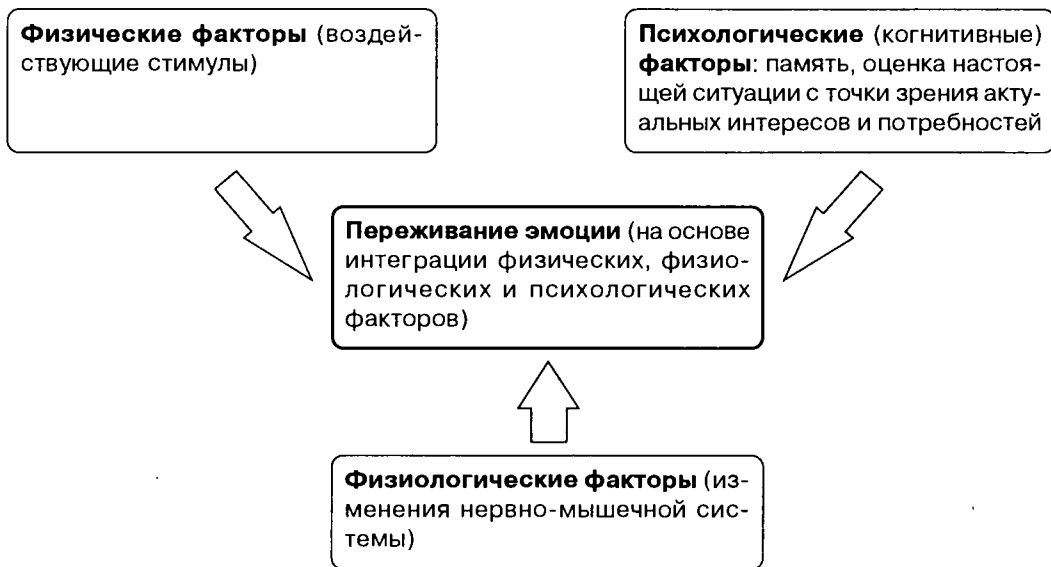 Физические факторы (воздей-
ствующие стимулы)
Психологические (когнитивные)
факторы: память, оценка настоя-
щей ситуации с точки зрения акту-
альных интересов и потребностей
Переживание эмоции (на основе
интеграции физических, физио-
логических и психологических
факторов)
Физиологические факторы (из-
менения нервно-мышечной сис-
темы)